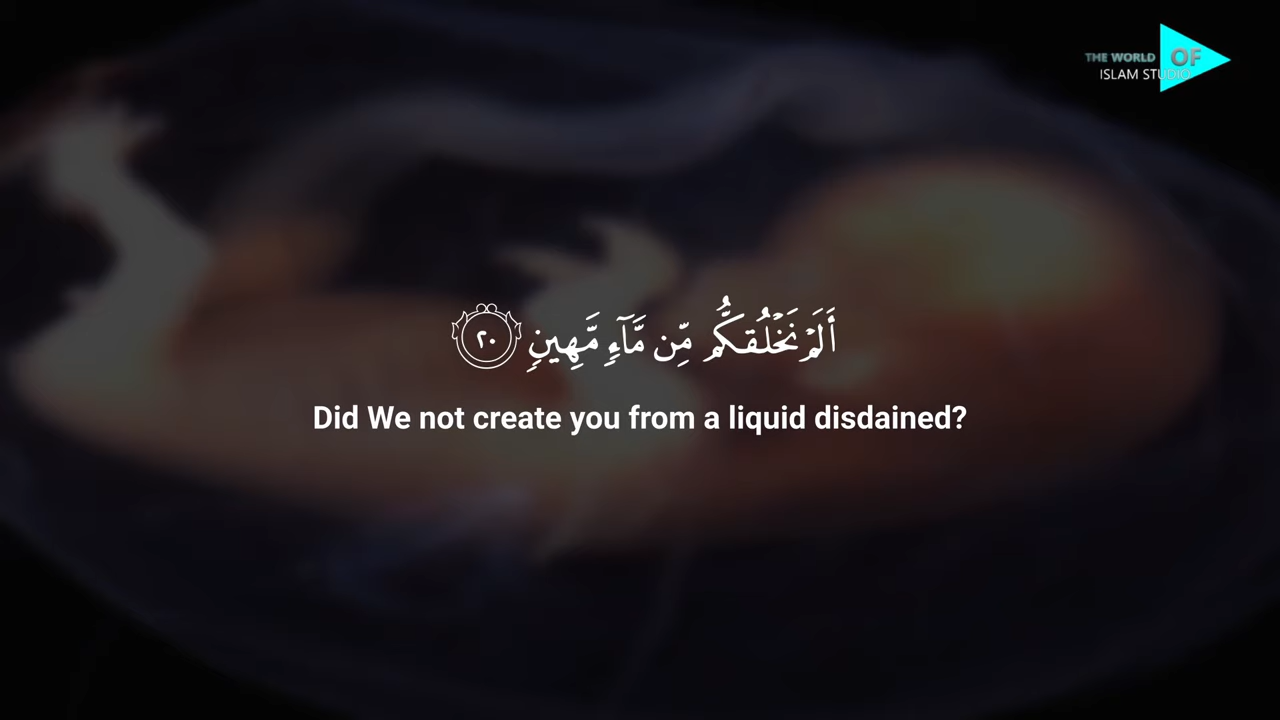 THE WORLD OF
ISLAM STUDIO
أَلَمْ نَخْلُقكُّم مِّن مَّآءٍ مَّهِينٍ ٢٠
Did We not create you from a liquid disdained?